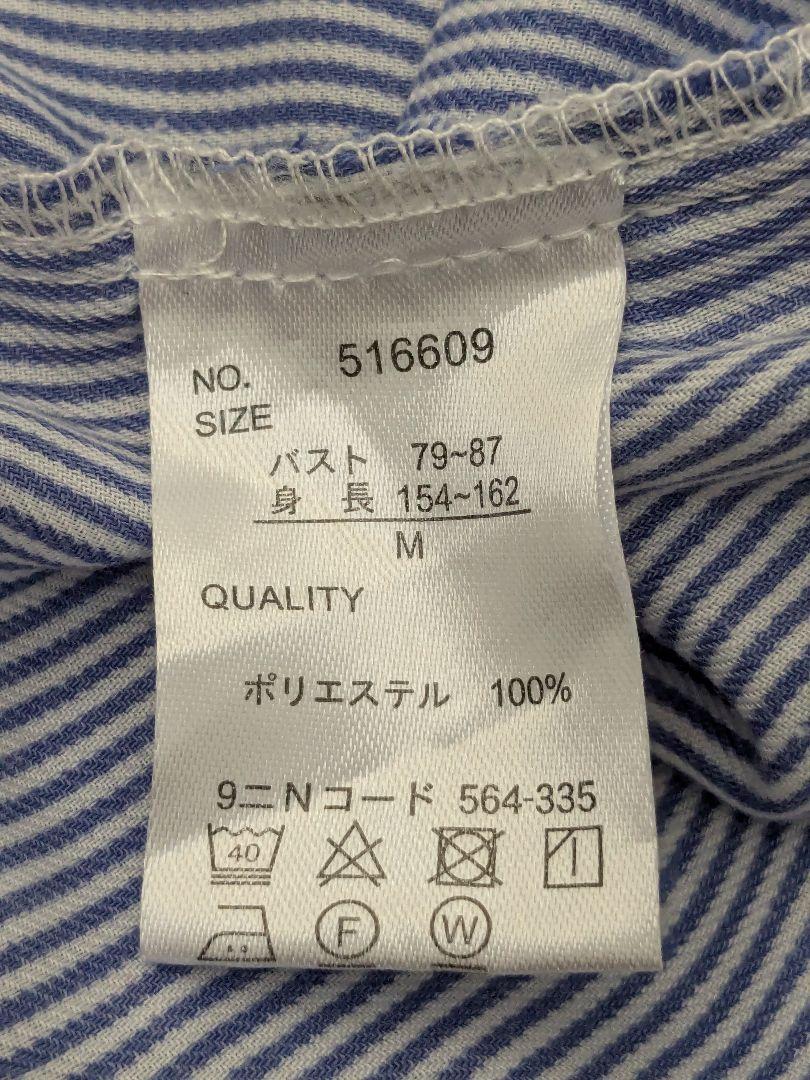 NO. 516609
SIZE
バスト 79~87
身 長 154~162
M
QUALITY
ポリエステル 100%
9ニNコード 564-335
40
F W